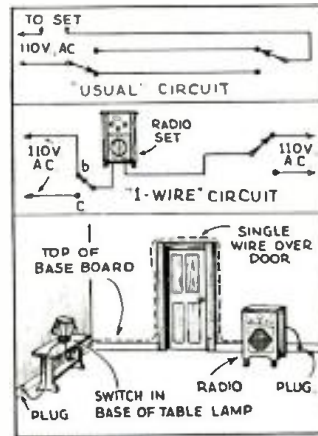 TO SET
110V, AC
"USUAL" CIRCUIT
RADIO
SET
110V
AC
b
C
110V
AC
"1-WIRE" CIRCUIT
SINGLE
WIRE OVER
DOOR
TOP OF
BASE BOARD
PLUG
SWITCH IN
BASE OF TABLE LAMP
RADIO
PLUG